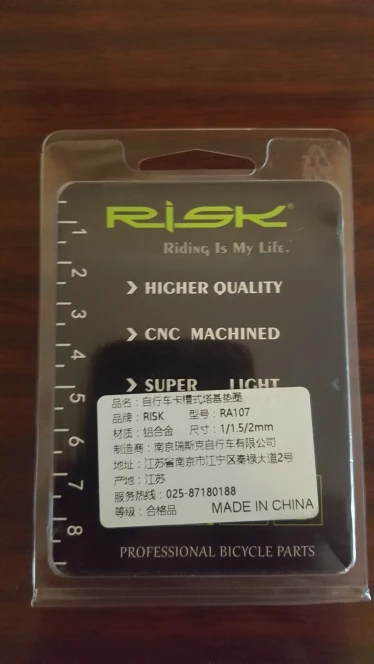 RISK®
Riding Is My Life.
1
2
3
4
5
6
7
8
❯ HIGHER QUALITY
❯ CNC MACHINED
❯ SUPER LIGHT
品名：自行车卡槽式塔基垫圈
品牌：RISK 型号：RA107
材质：铝合金 尺寸：1/1.5/2mm
制造商：南京瑞斯克自行车有限公司
地址：江苏省南京市江宁区秦禄大道2号
产地：江苏
服务热线：025-87180188
等级：合格品 MADE IN CHINA
PROFESSIONAL BICYCLE PARTS